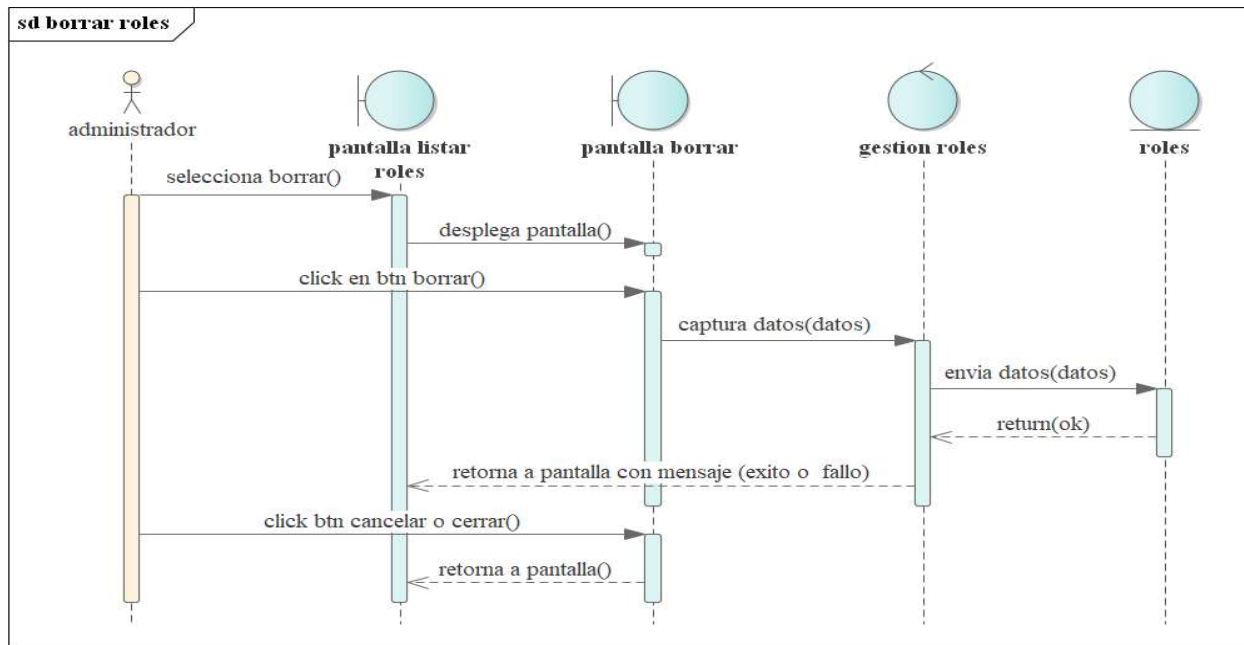 sd borrar roles
administrador
pantalla listar
roles
pantalla borrar
gestion roles
roles
selecciona borrar()
desplega pantalla()
click en btn borrar()
captura datos(datos)
envia datos(datos)
return(ok)
retorna a pantalla con mensaje (exito o  fallo)
click btn cancelar o cerrar()
retorna a pantalla()